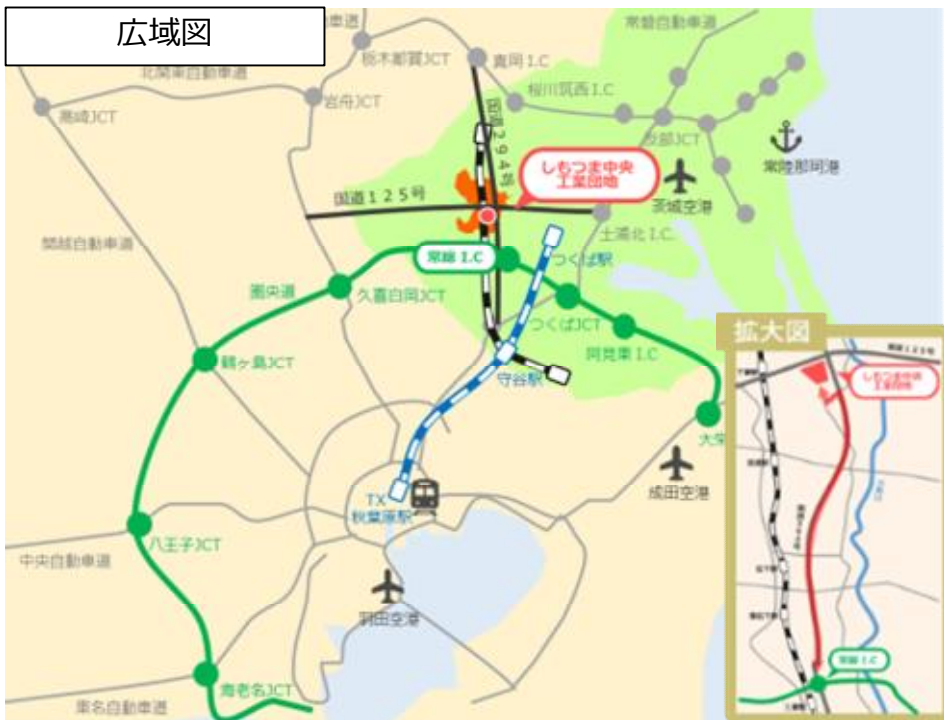 広域図
車道
常磐自動車道
栃木都賀JCT
真岡I.C
北関東自動車道
桜川筑西I.C
岩舟JCT
高崎JCT
友部JCT
国道294号
常陸那珂港
しもつま中央
工業団地
国道125号
茨城空港
土浦北I.C.
関越自動車道
常総I.C
つくば駅
圏央道
久喜白岡JCT
つくばJCT
阿見東I.C
拡大図
国道125号
鶴ヶ島JCT
守谷駅
しもつま中央
工業団地
大栄
成田空港
TX
秋葉原駅
八王子JCT
中央自動車道
羽田空港
常総I.C
海老名JCT
東名自動車道